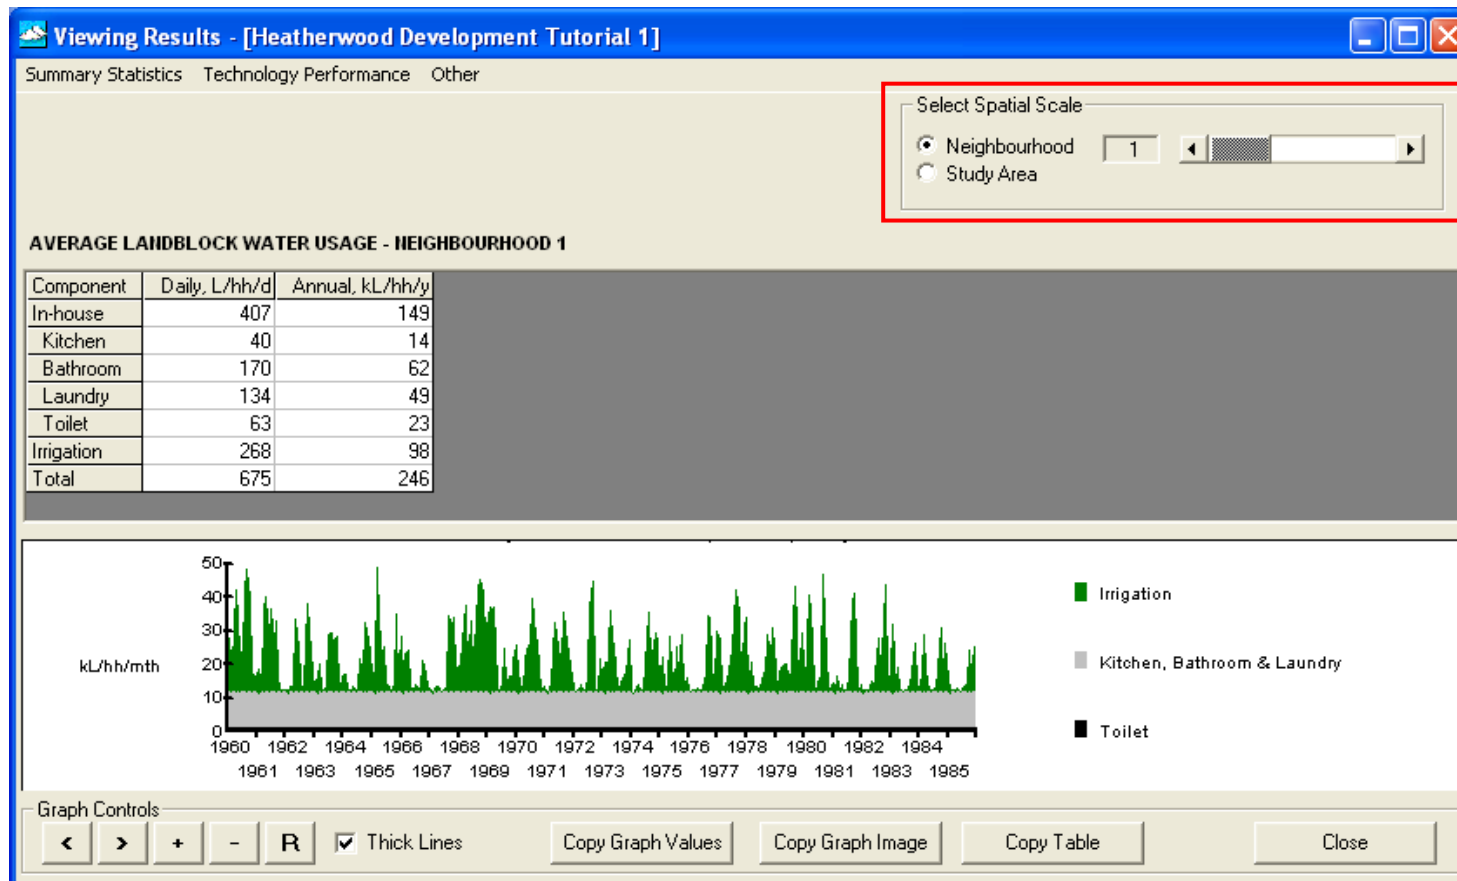 Viewing Results - [Heatherwood Development Tutorial 1]
Summary Statistics Technology Performance Other
Select Spatial Scale
Neighbourhood 1
Study Area
AVERAGE LANDBLOCK WATER USAGE - NEIGHBOURHOOD 1
Component Daily, L/hh/d Annual, kL/hh/y
In-house 407 149
Kitchen 40 14
Bathroom 170 62
Laundry 134 49
Toilet 63 23
Irrigation 268 98
Total 675 246
50
40
30
20
10
0
kL/hh/mth
1960 1962 1964 1966 1968 1970 1972 1974 1976 1978 1980 1982 1984
1961 1963 1965 1967 1969 1971 1973 1975 1977 1979 1981 1983 1985
Irrigation
Kitchen, Bathroom & Laundry
Toilet
Graph Controls
< > + - R Thick Lines Copy Graph Values Copy Graph Image Copy Table Close